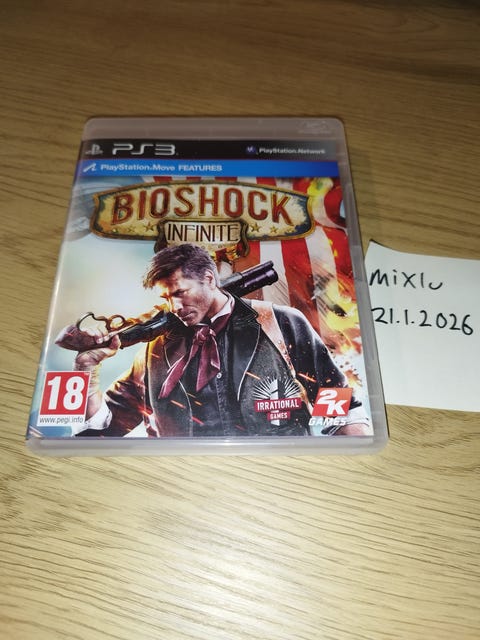 PS3
PlayStation®Network
PlayStation®Move FEATURES
BIOSHOCK
INFINITE
18
www.pegi.info
IRRATIONAL
GAMES
2K
GAMES
mixlu
21.1.2026